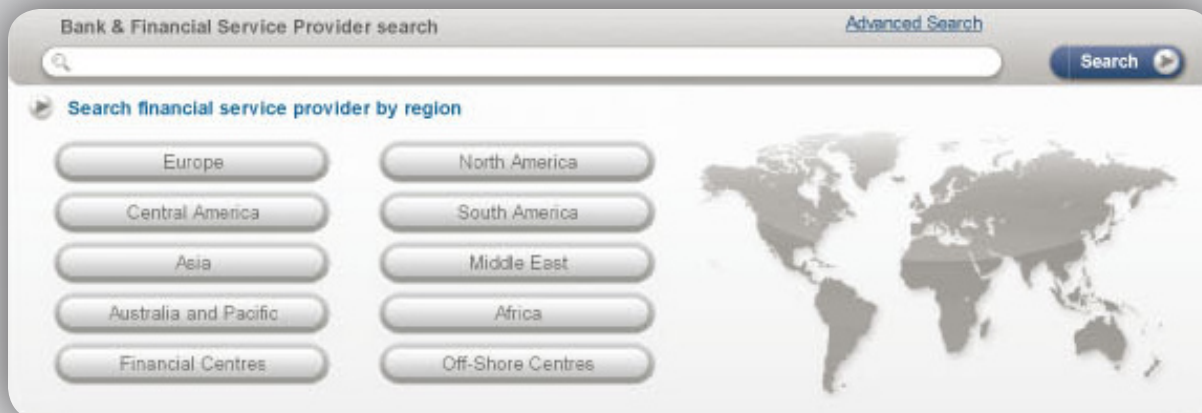 Bank & Financial Service Provider search
Advanced Search
Search
Search financial service provider by region
Europe
North America
Central America
South America
Asia
Middle East
Australia and Pacific
Africa
Financial Centres
Off-Shore Centres